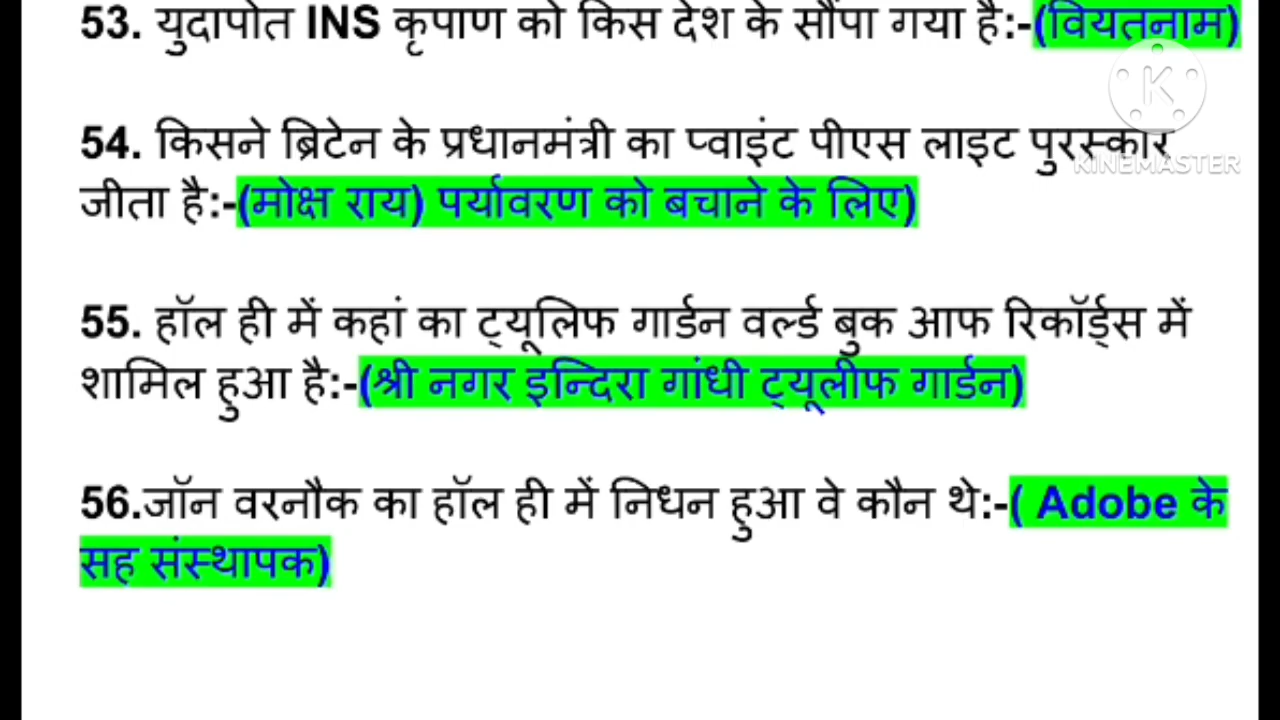 53. युदापोत INS कृपाण को किस देश के सौंपा गया है:-(वियतनाम)
54. किसने ब्रिटेन के प्रधानमंत्री का प्वाइंट पीएस लाइट पुरस्कार
जीता है:-(मोक्ष राय) पर्यावरण को बचाने के लिए)
55. हॉल ही में कहां का ट्यूलिफ गार्डन वर्ल्ड बुक आफ रिकॉर्ड्स में
शामिल हुआ है:-(श्री नगर इन्दिरा गांधी ट्यूलीफ गार्डन)
56.जॉन वरनौक का हॉल ही में निधन हुआ वे कौन थे:-( Adobe के
सह संस्थापक)
K
KINEMASTER